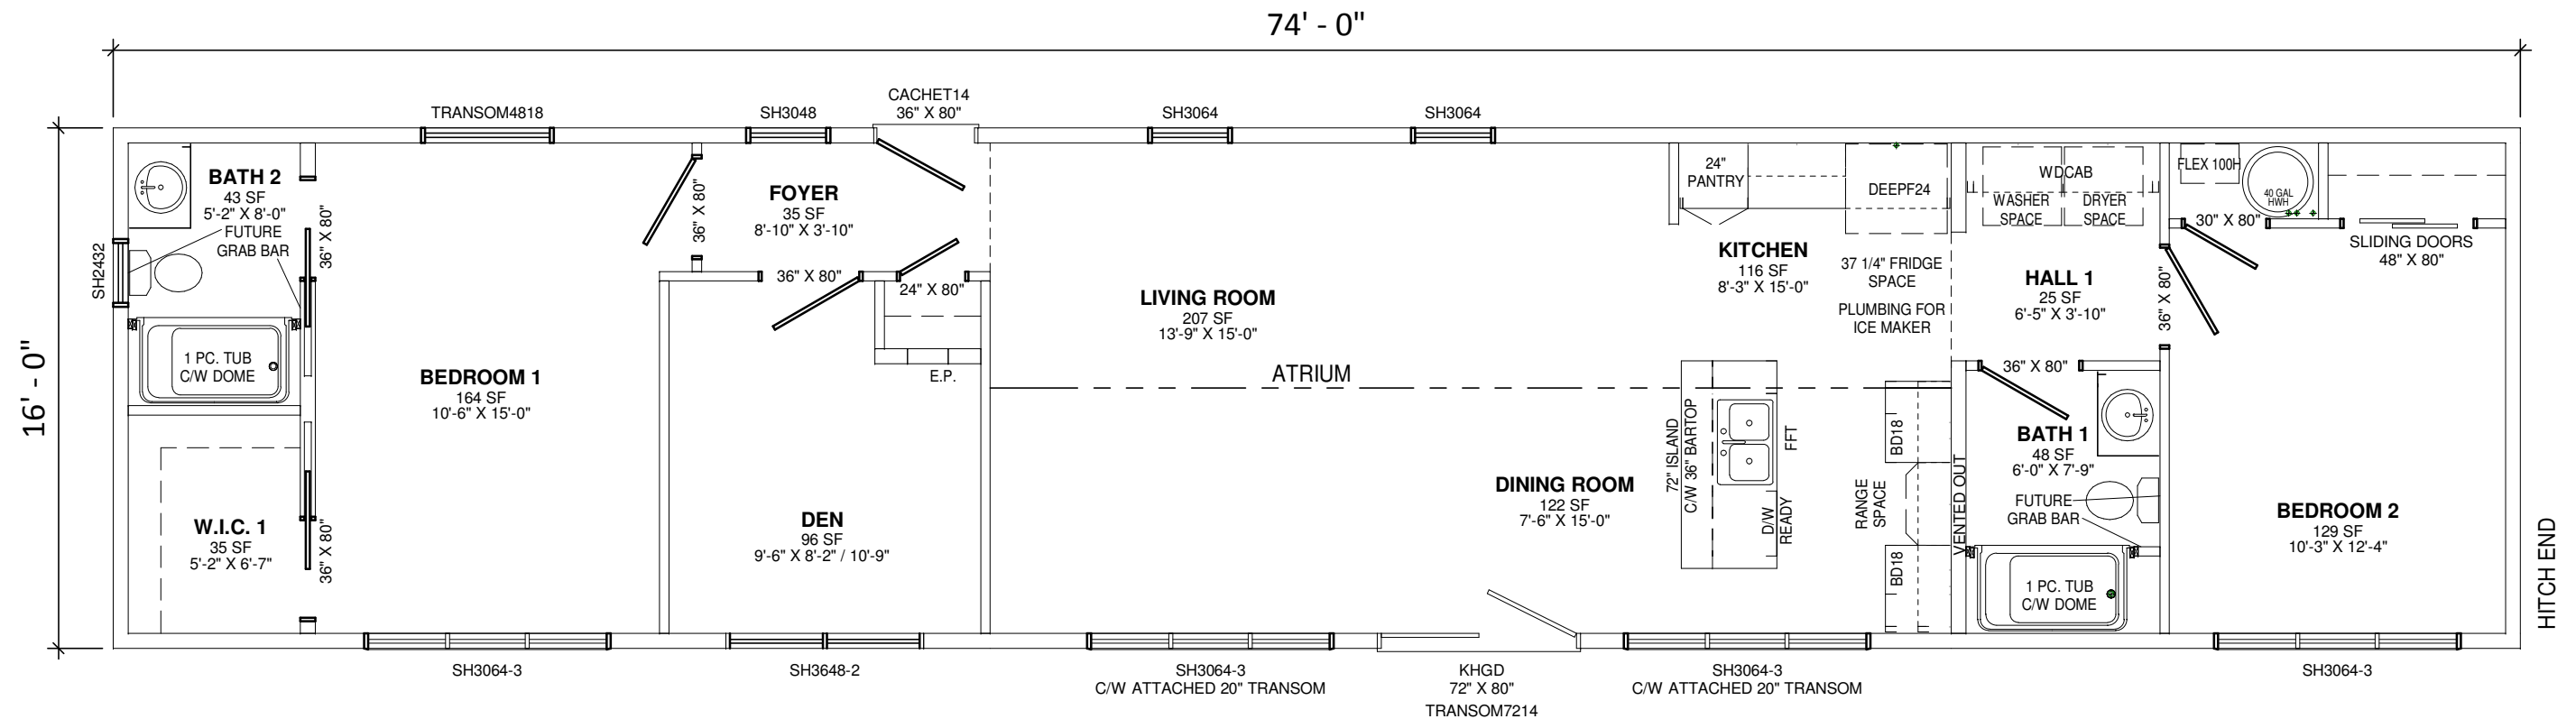 74' - 0"
CACHET14
36" X 80"
TRANSOM4818
SH3048
SH3064
SH3064
16' - 0"
SH2432
BATH 2
43 SF
5'-2" X 8'-0"
FUTURE
GRAB BAR
36" X 80"
1 PC. TUB
C/W DOME
W.I.C. 1
35 SF
5'-2" X 6'-7"
36" X 80"
BEDROOM 1
164 SF
10'-6" X 15'-0"
36" X 80"
FOYER
35 SF
8'-10" X 3'-10"
36" X 80"
24" X 80"
E.P.
DEN
96 SF
9'-6" X 8'-2" / 10'-9"
LIVING ROOM
207 SF
13'-9" X 15'-0"
ATRIUM
DINING ROOM
122 SF
7'-6" X 15'-0"
24"
PANTRY
DEEPF24
KITCHEN
116 SF
8'-3" X 15'-0"
37 1/4" FRIDGE
SPACE
PLUMBING FOR
ICE MAKER
72" ISLAND
C/W 36" BARTOP
FFT
D/W
READY
BD18
RANGE
SPACE
BD18
VENTED OUT
WDCAB
WASHER
SPACE
DRYER
SPACE
HALL 1
25 SF
6'-5" X 3'-10"
36" X 80"
36" X 80"
BATH 1
48 SF
6'-0" X 7'-9"
FUTURE
GRAB BAR
1 PC. TUB
C/W DOME
FLEX 100H
40 GAL
HWH
30" X 80"
SLIDING DOORS
48" X 80"
BEDROOM 2
129 SF
10'-3" X 12'-4"
HITCH END
SH3064-3
SH3648-2
SH3064-3
C/W ATTACHED 20" TRANSOM
KHGD
72" X 80"
TRANSOM7214
SH3064-3
C/W ATTACHED 20" TRANSOM
SH3064-3